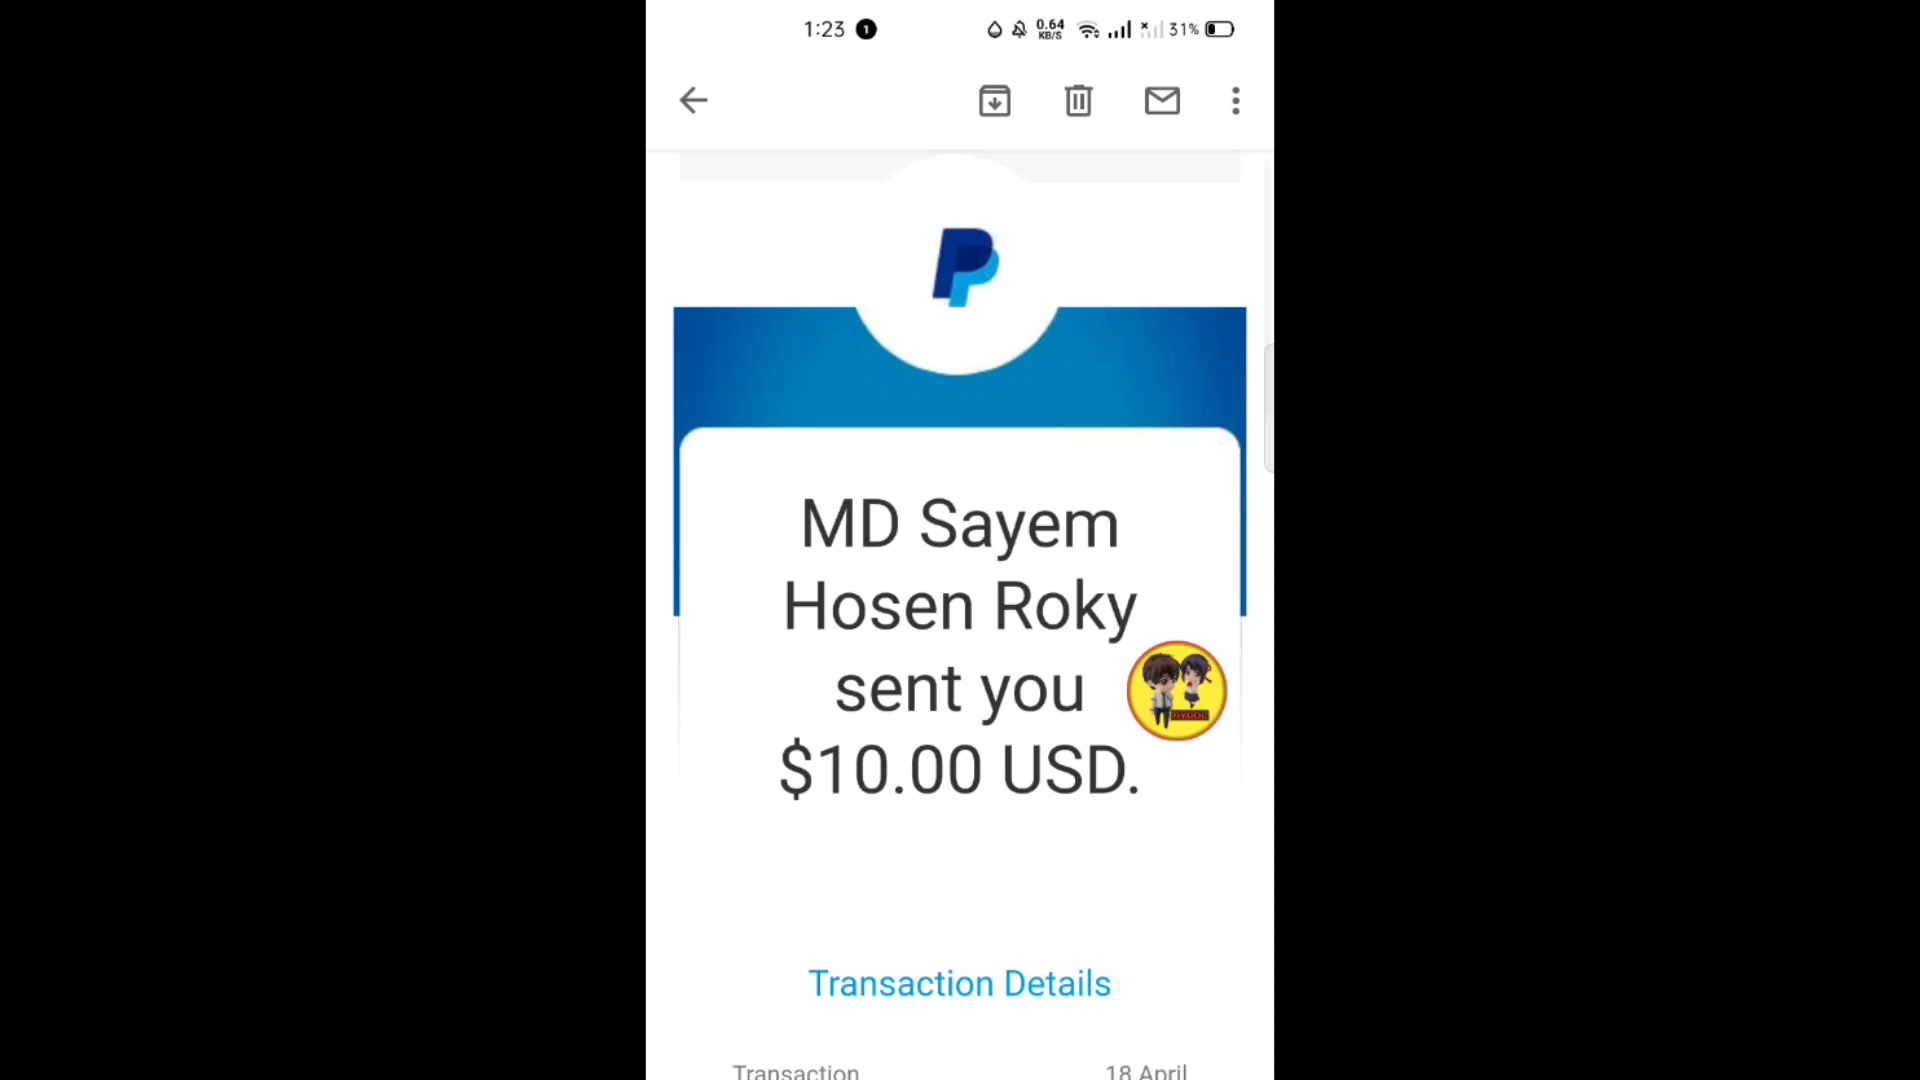 1:23 1 0.64 KB/S 31%
MD Sayem
Hosen Roky
sent you
$10.00 USD.
Transaction Details
Transaction 18 April